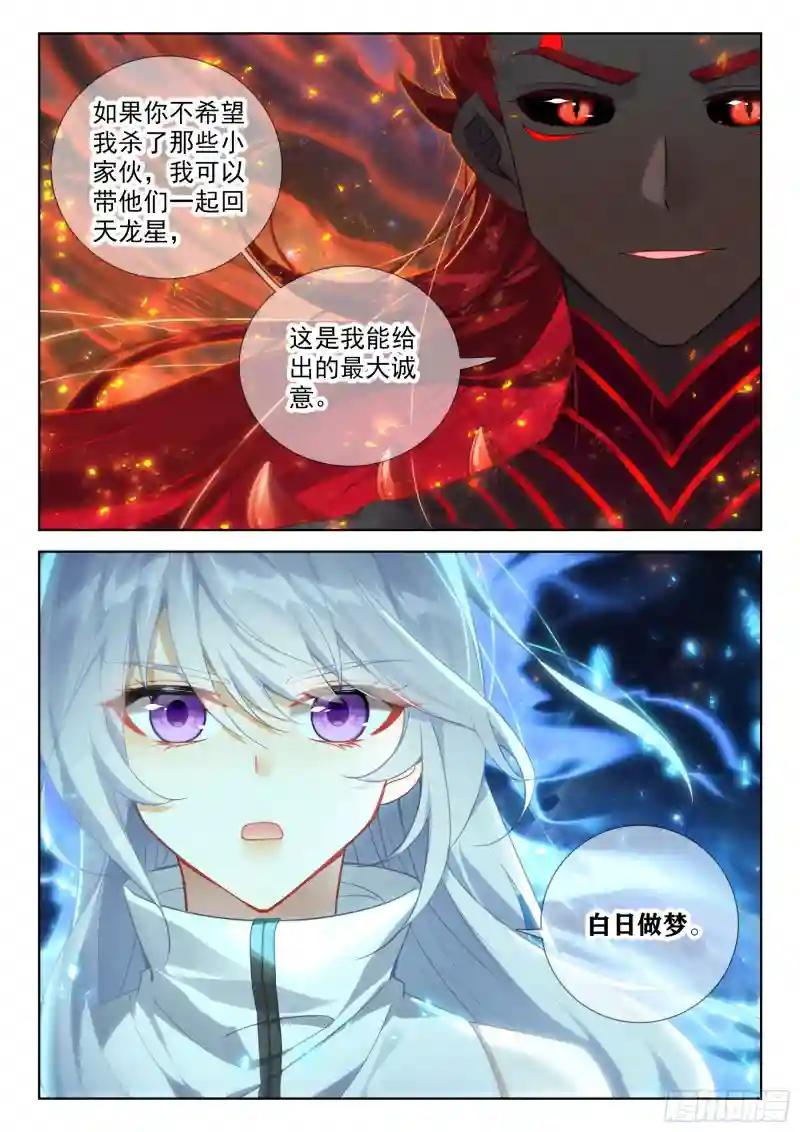 如果你不希望
我杀了那些小
家伙，我可以
带他们一起回
天龙星，
这是我能给
出的最大诚
意。
白日做梦。